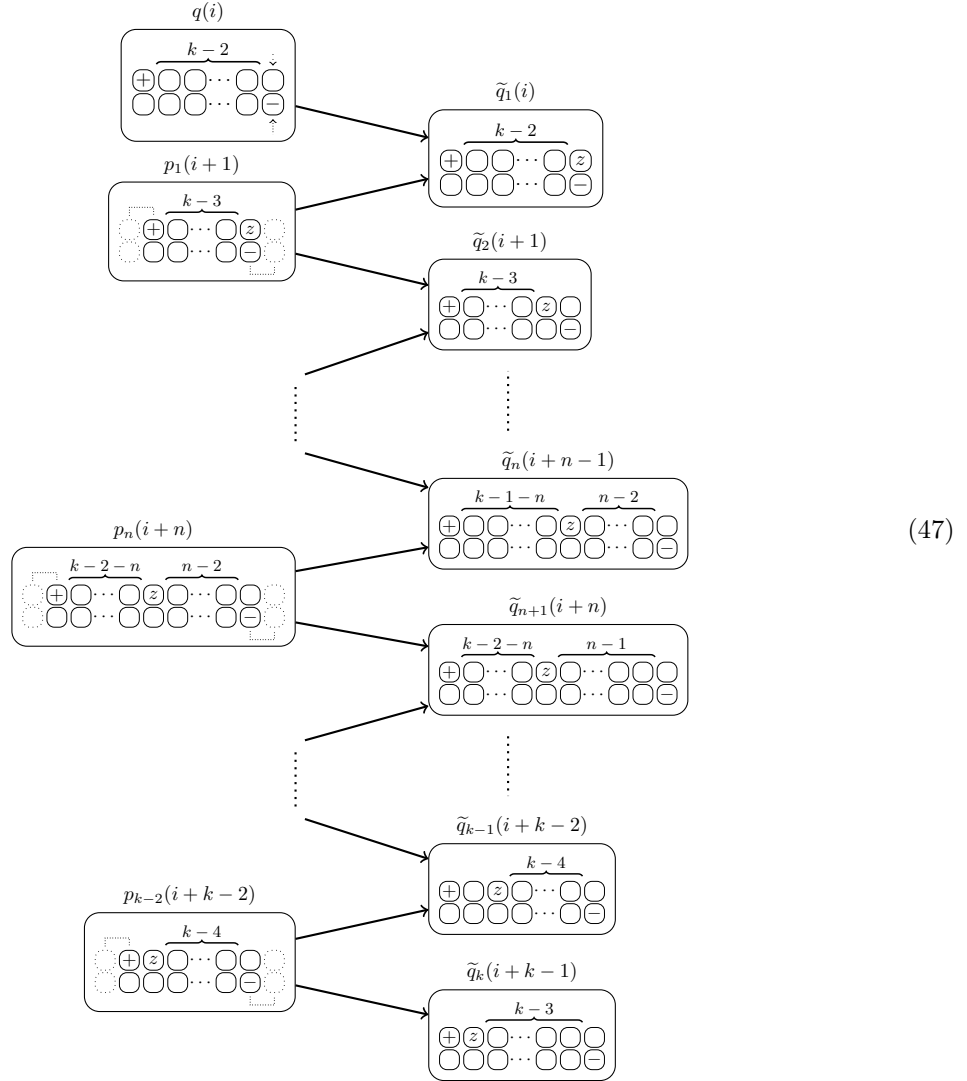 q(i)
k − 2
+ ···
··· −
q̃₁(i)
k − 2
+ ··· z
··· −
p₁(i + 1)
k − 3
+ ··· z
··· −
q̃₂(i + 1)
k − 3
+ ··· z
··· −
q̃ₙ(i + n − 1)
k − 1 − n n − 2
+ ··· z ···
··· ··· −
(47)
pₙ(i + n)
k − 2 − n n − 2
+ ··· z ···
··· ··· −
q̃ₙ₊₁(i + n)
k − 2 − n n − 1
+ ··· z ···
··· ··· −
q̃ₖ₋₁(i + k − 2)
k − 4
+ z ···
··· −
pₖ₋₂(i + k − 2)
k − 4
+ z ···
··· −
q̃ₖ(i + k − 1)
k − 3
+ z ···
··· −